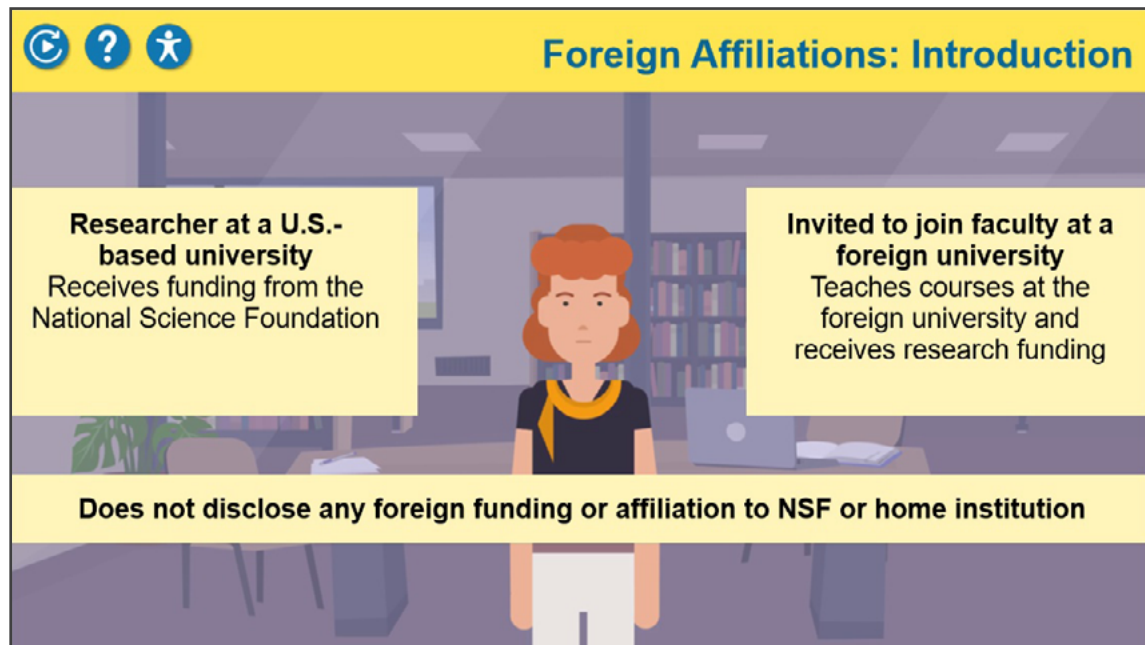 Foreign Affiliations: Introduction
Researcher at a U.S.-
based university
Receives funding from the
National Science Foundation
Invited to join faculty at a
foreign university
Teaches courses at the
foreign university and
receives research funding
Does not disclose any foreign funding or affiliation to NSF or home institution